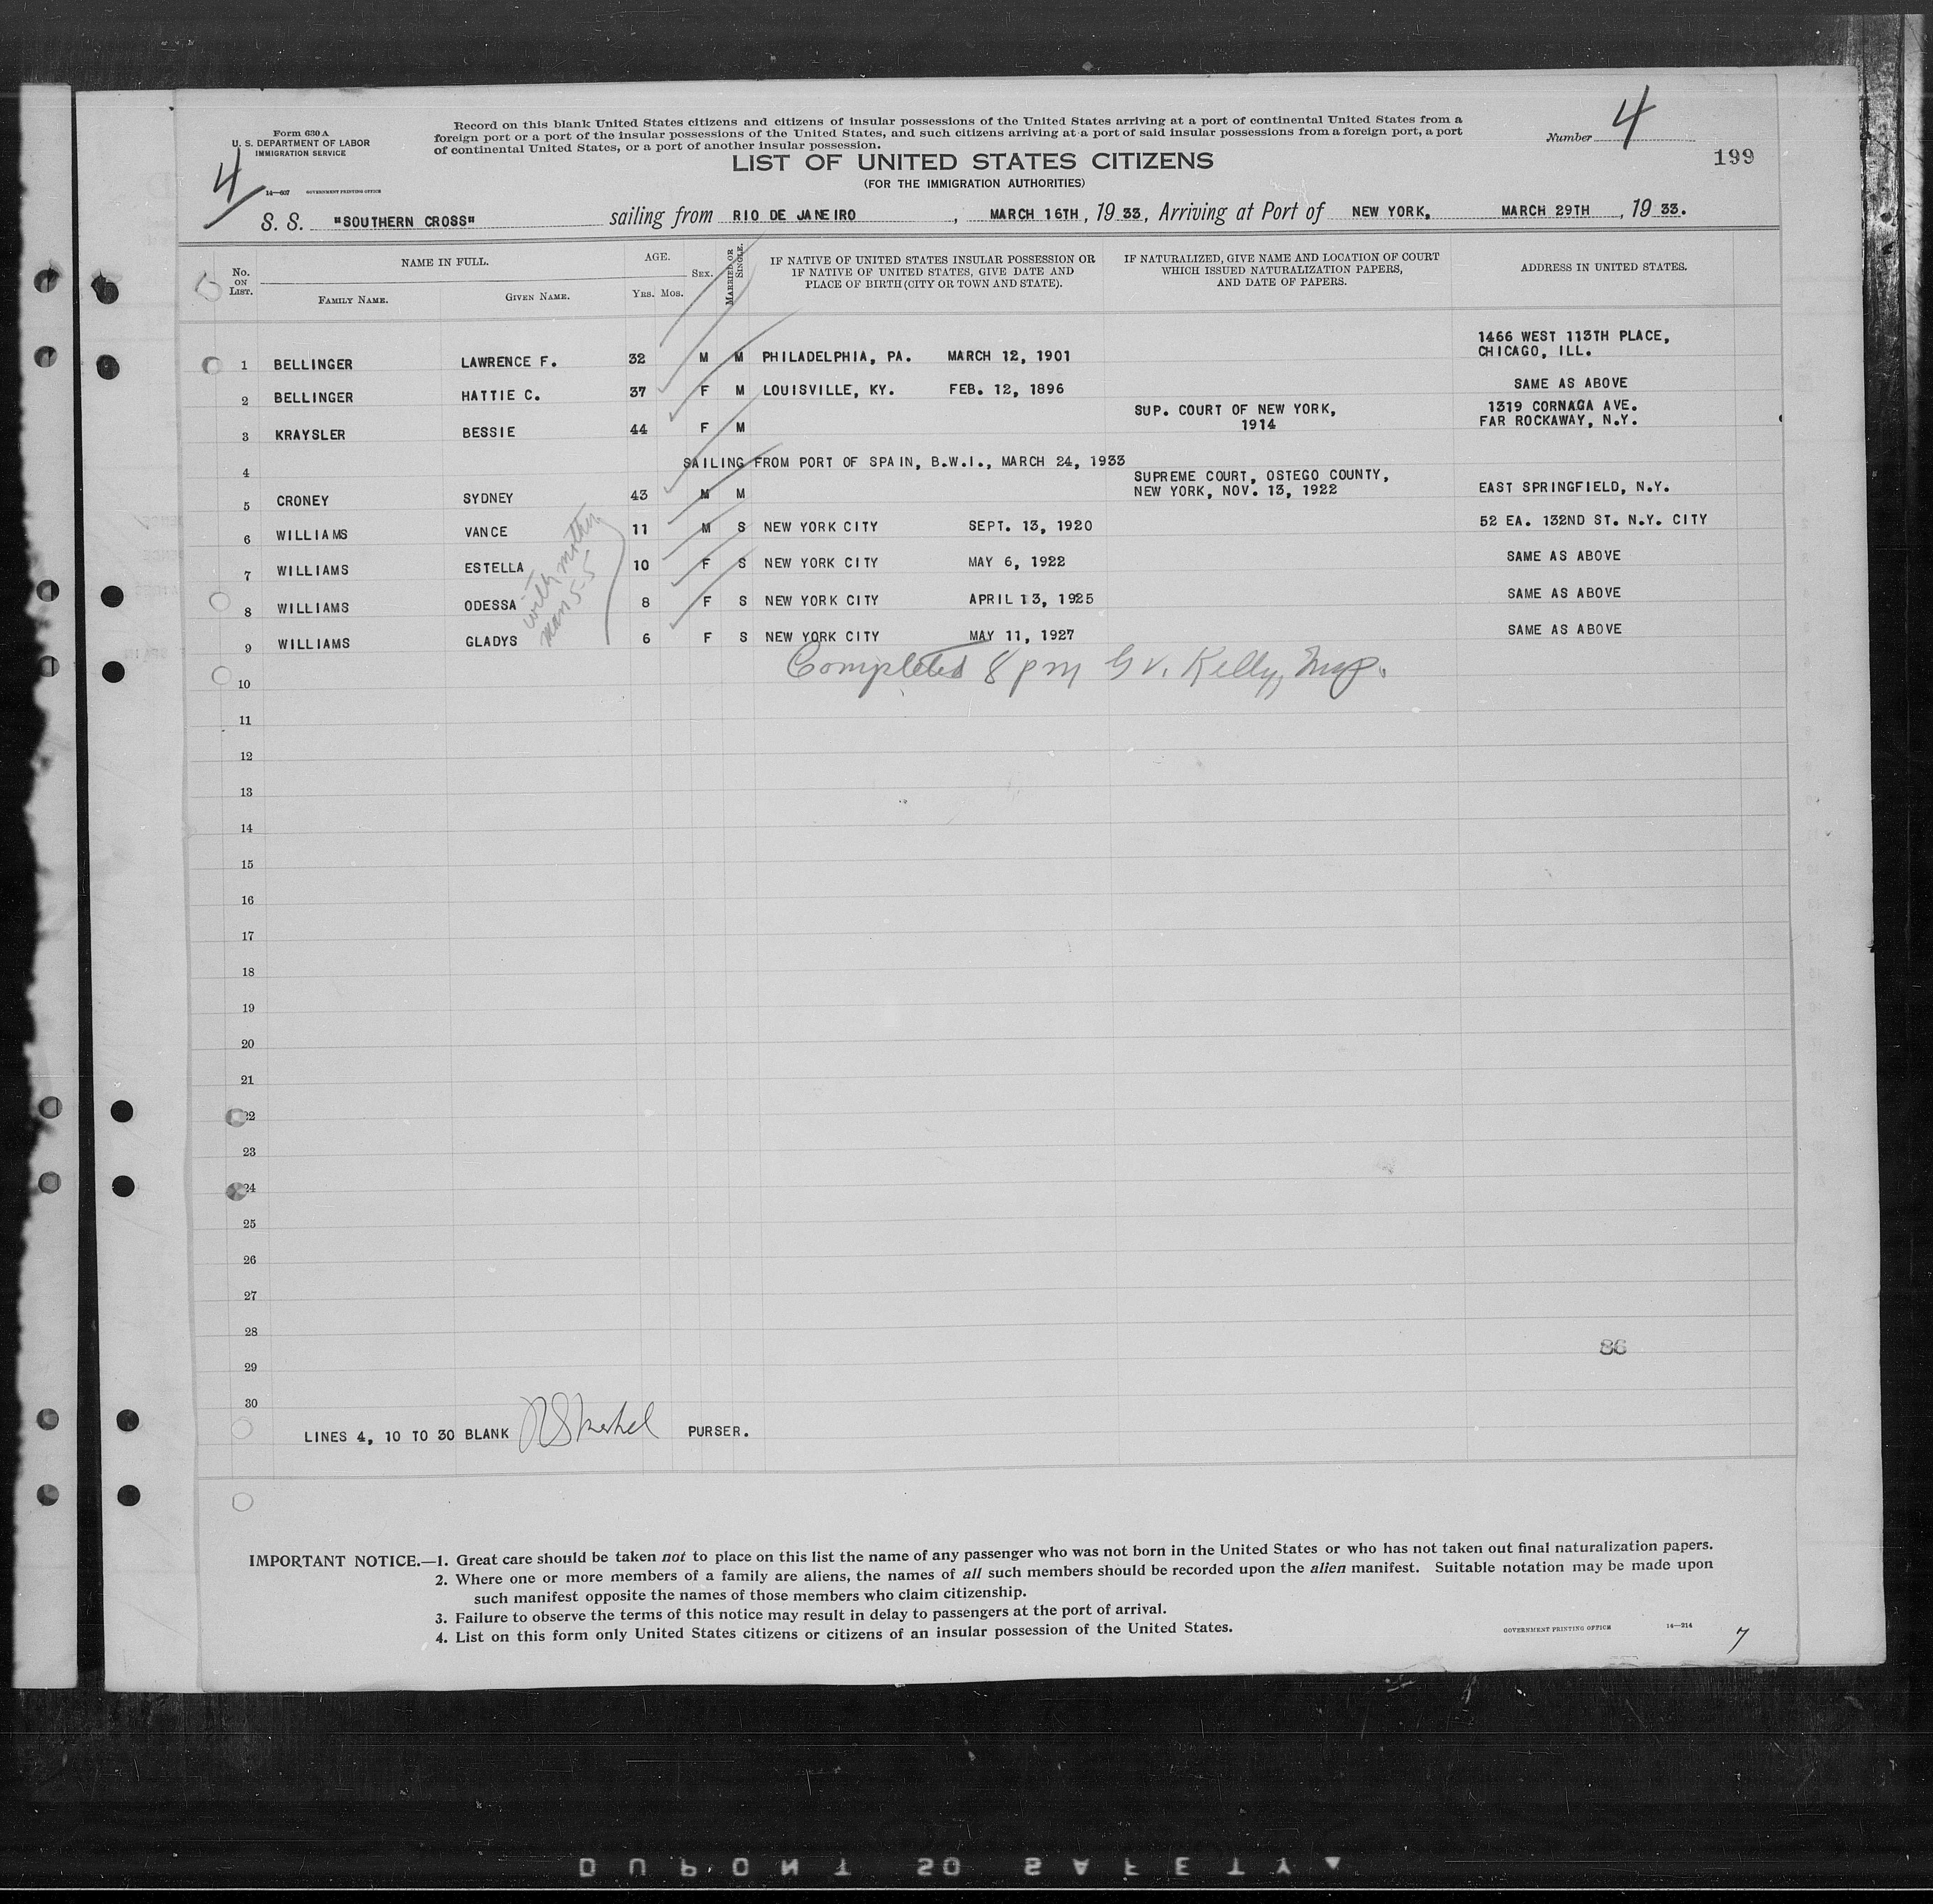 Form 630 A
U. S. DEPARTMENT OF LABOR
IMMIGRATION SERVICE
14—607 GOVERNMENT PRINTING OFFICE
4
Record on this blank United States citizens and citizens of insular possessions of the United States arriving at a port of continental United States from a
foreign port or a port of the insular possessions of the United States, and such citizens arriving at a port of said insular possessions from a foreign port, a port
of continental United States, or a port of another insular possession.
Number 4
199
LIST OF UNITED STATES CITIZENS
(FOR THE IMMIGRATION AUTHORITIES)
S. S. "SOUTHERN CROSS" sailing from RIO DE JANEIRO, MARCH 16TH, 1933, Arriving at Port of NEW YORK, MARCH 29TH, 1933.
No. ON LIST. NAME IN FULL. FAMILY NAME. GIVEN NAME. AGE. YRS. MOS. SEX. MARRIED OR SINGLE. IF NATIVE OF UNITED STATES INSULAR POSSESSION OR IF NATIVE OF UNITED STATES, GIVE DATE AND PLACE OF BIRTH (CITY OR TOWN AND STATE). IF NATURALIZED, GIVE NAME AND LOCATION OF COURT WHICH ISSUED NATURALIZATION PAPERS, AND DATE OF PAPERS. ADDRESS IN UNITED STATES.
1 BELLINGER LAWRENCE F. 32 M M PHILADELPHIA, PA. MARCH 12, 1901 1466 WEST 113TH PLACE, CHICAGO, ILL.
2 BELLINGER HATTIE C. 37 F M LOUISVILLE, KY. FEB. 12, 1896 SAME AS ABOVE
3 KRAYSLER BESSIE 44 F M SUP. COURT OF NEW YORK, 1914 1319 CORNAGA AVE. FAR ROCKAWAY, N.Y.
4 SAILING FROM PORT OF SPAIN, B.W.I., MARCH 24, 1933
5 CRONEY SYDNEY 43 M M SUPREME COURT, OSTEGO COUNTY, NEW YORK, NOV. 13, 1922 EAST SPRINGFIELD, N.Y.
6 WILLIAMS VANCE 11 M S NEW YORK CITY SEPT. 13, 1920 52 EA. 132ND ST. N.Y. CITY
7 WILLIAMS ESTELLA 10 F S NEW YORK CITY MAY 6, 1922 SAME AS ABOVE
8 WILLIAMS ODESSA 8 F S NEW YORK CITY APRIL 13, 1925 SAME AS ABOVE
9 WILLIAMS GLADYS 6 F S NEW YORK CITY MAY 11, 1927 SAME AS ABOVE
with mother
man 5-5
Completed 8 pm G V. Kelly, Insp.
10
11
12
13
14
15
16
17
18
19
20
21
22
23
24
25
26
27
28
86
29
30
LINES 4, 10 TO 30 BLANK PURSER.
IMPORTANT NOTICE.—1. Great care should be taken not to place on this list the name of any passenger who was not born in the United States or who has not taken out final naturalization papers.
2. Where one or more members of a family are aliens, the names of all such members should be recorded upon the alien manifest. Suitable notation may be made upon
such manifest opposite the names of those members who claim citizenship.
3. Failure to observe the terms of this notice may result in delay to passengers at the port of arrival.
4. List on this form only United States citizens or citizens of an insular possession of the United States.
GOVERNMENT PRINTING OFFICE 14—214
7
DUPONT 50 SAFETY